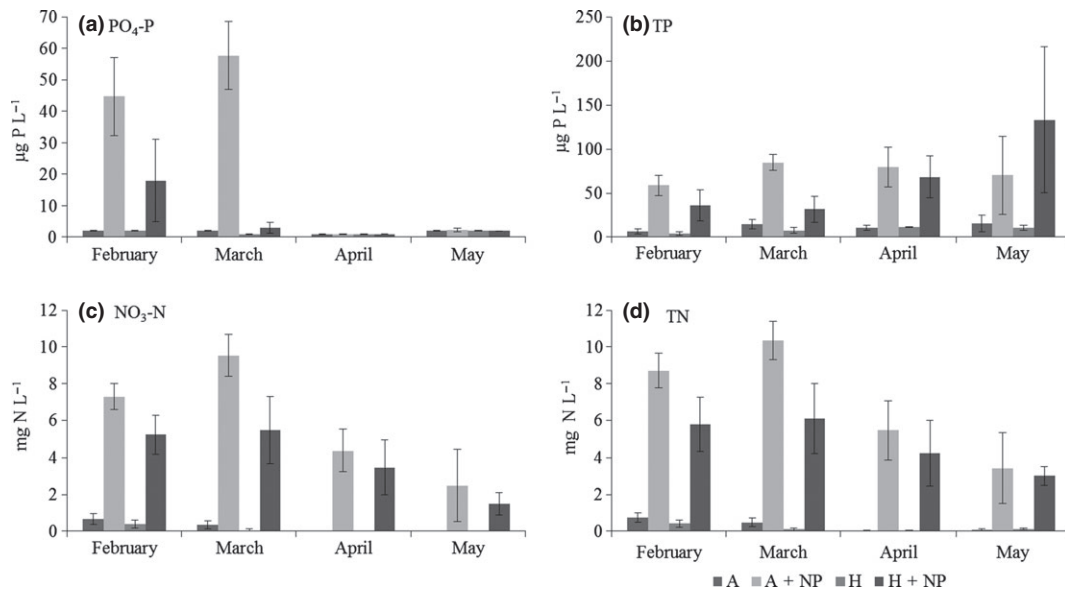 (a) PO₄-P
70
60
50
40
30
20
10
0
µg P L⁻¹
February March April May
(b) TP
250
200
150
100
50
0
µg P L⁻¹
February March April May
(c) NO₃-N
12
10
8
6
4
2
0
mg N L⁻¹
February March April May
(d) TN
12
10
8
6
4
2
0
mg N L⁻¹
February March April May
A A + NP H H + NP